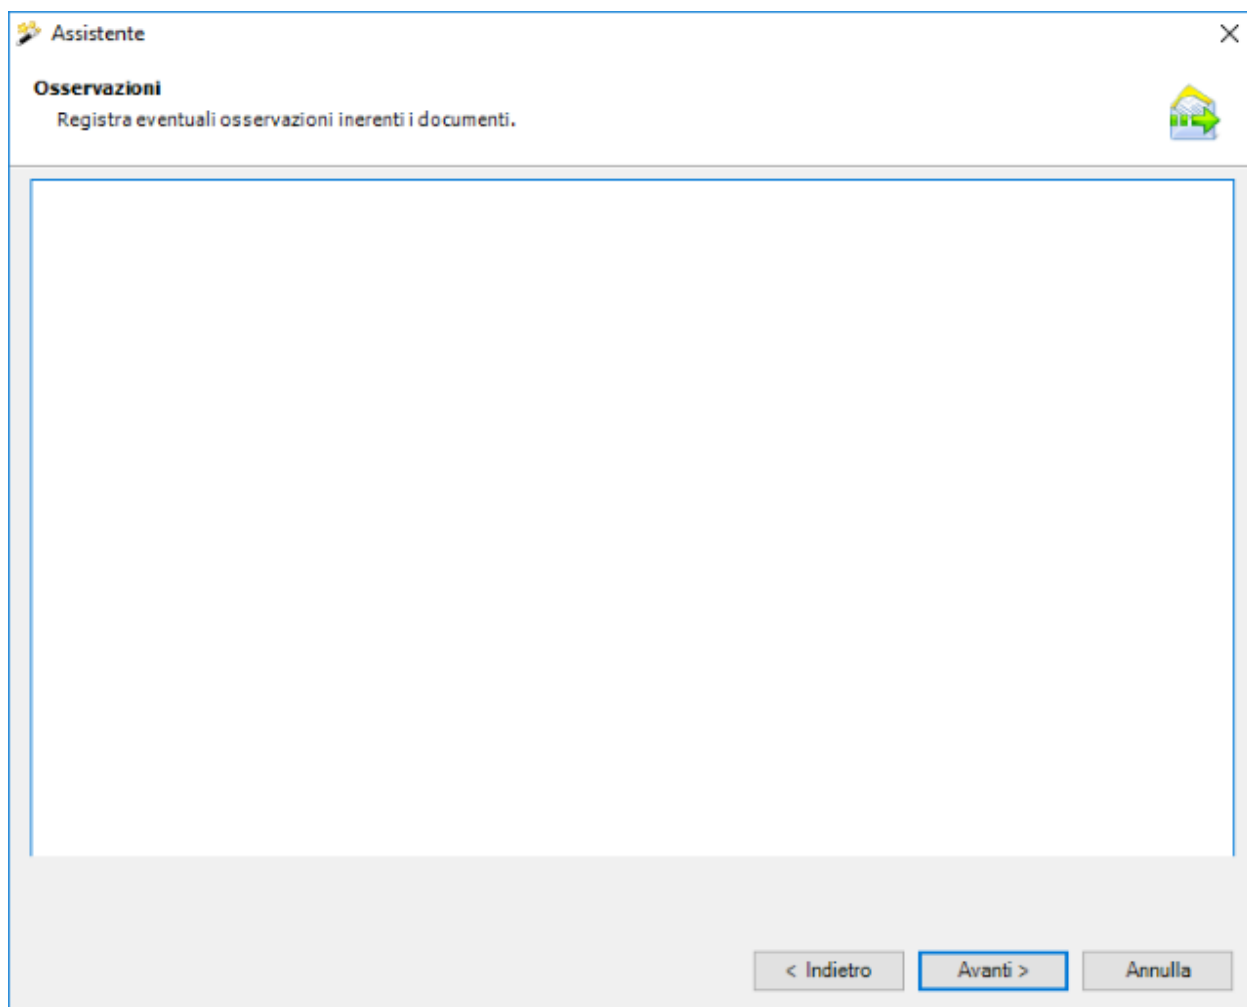 Assistente
Osservazioni
Registra eventuali osservazioni inerenti i documenti.
< Indietro
Avanti >
Annulla